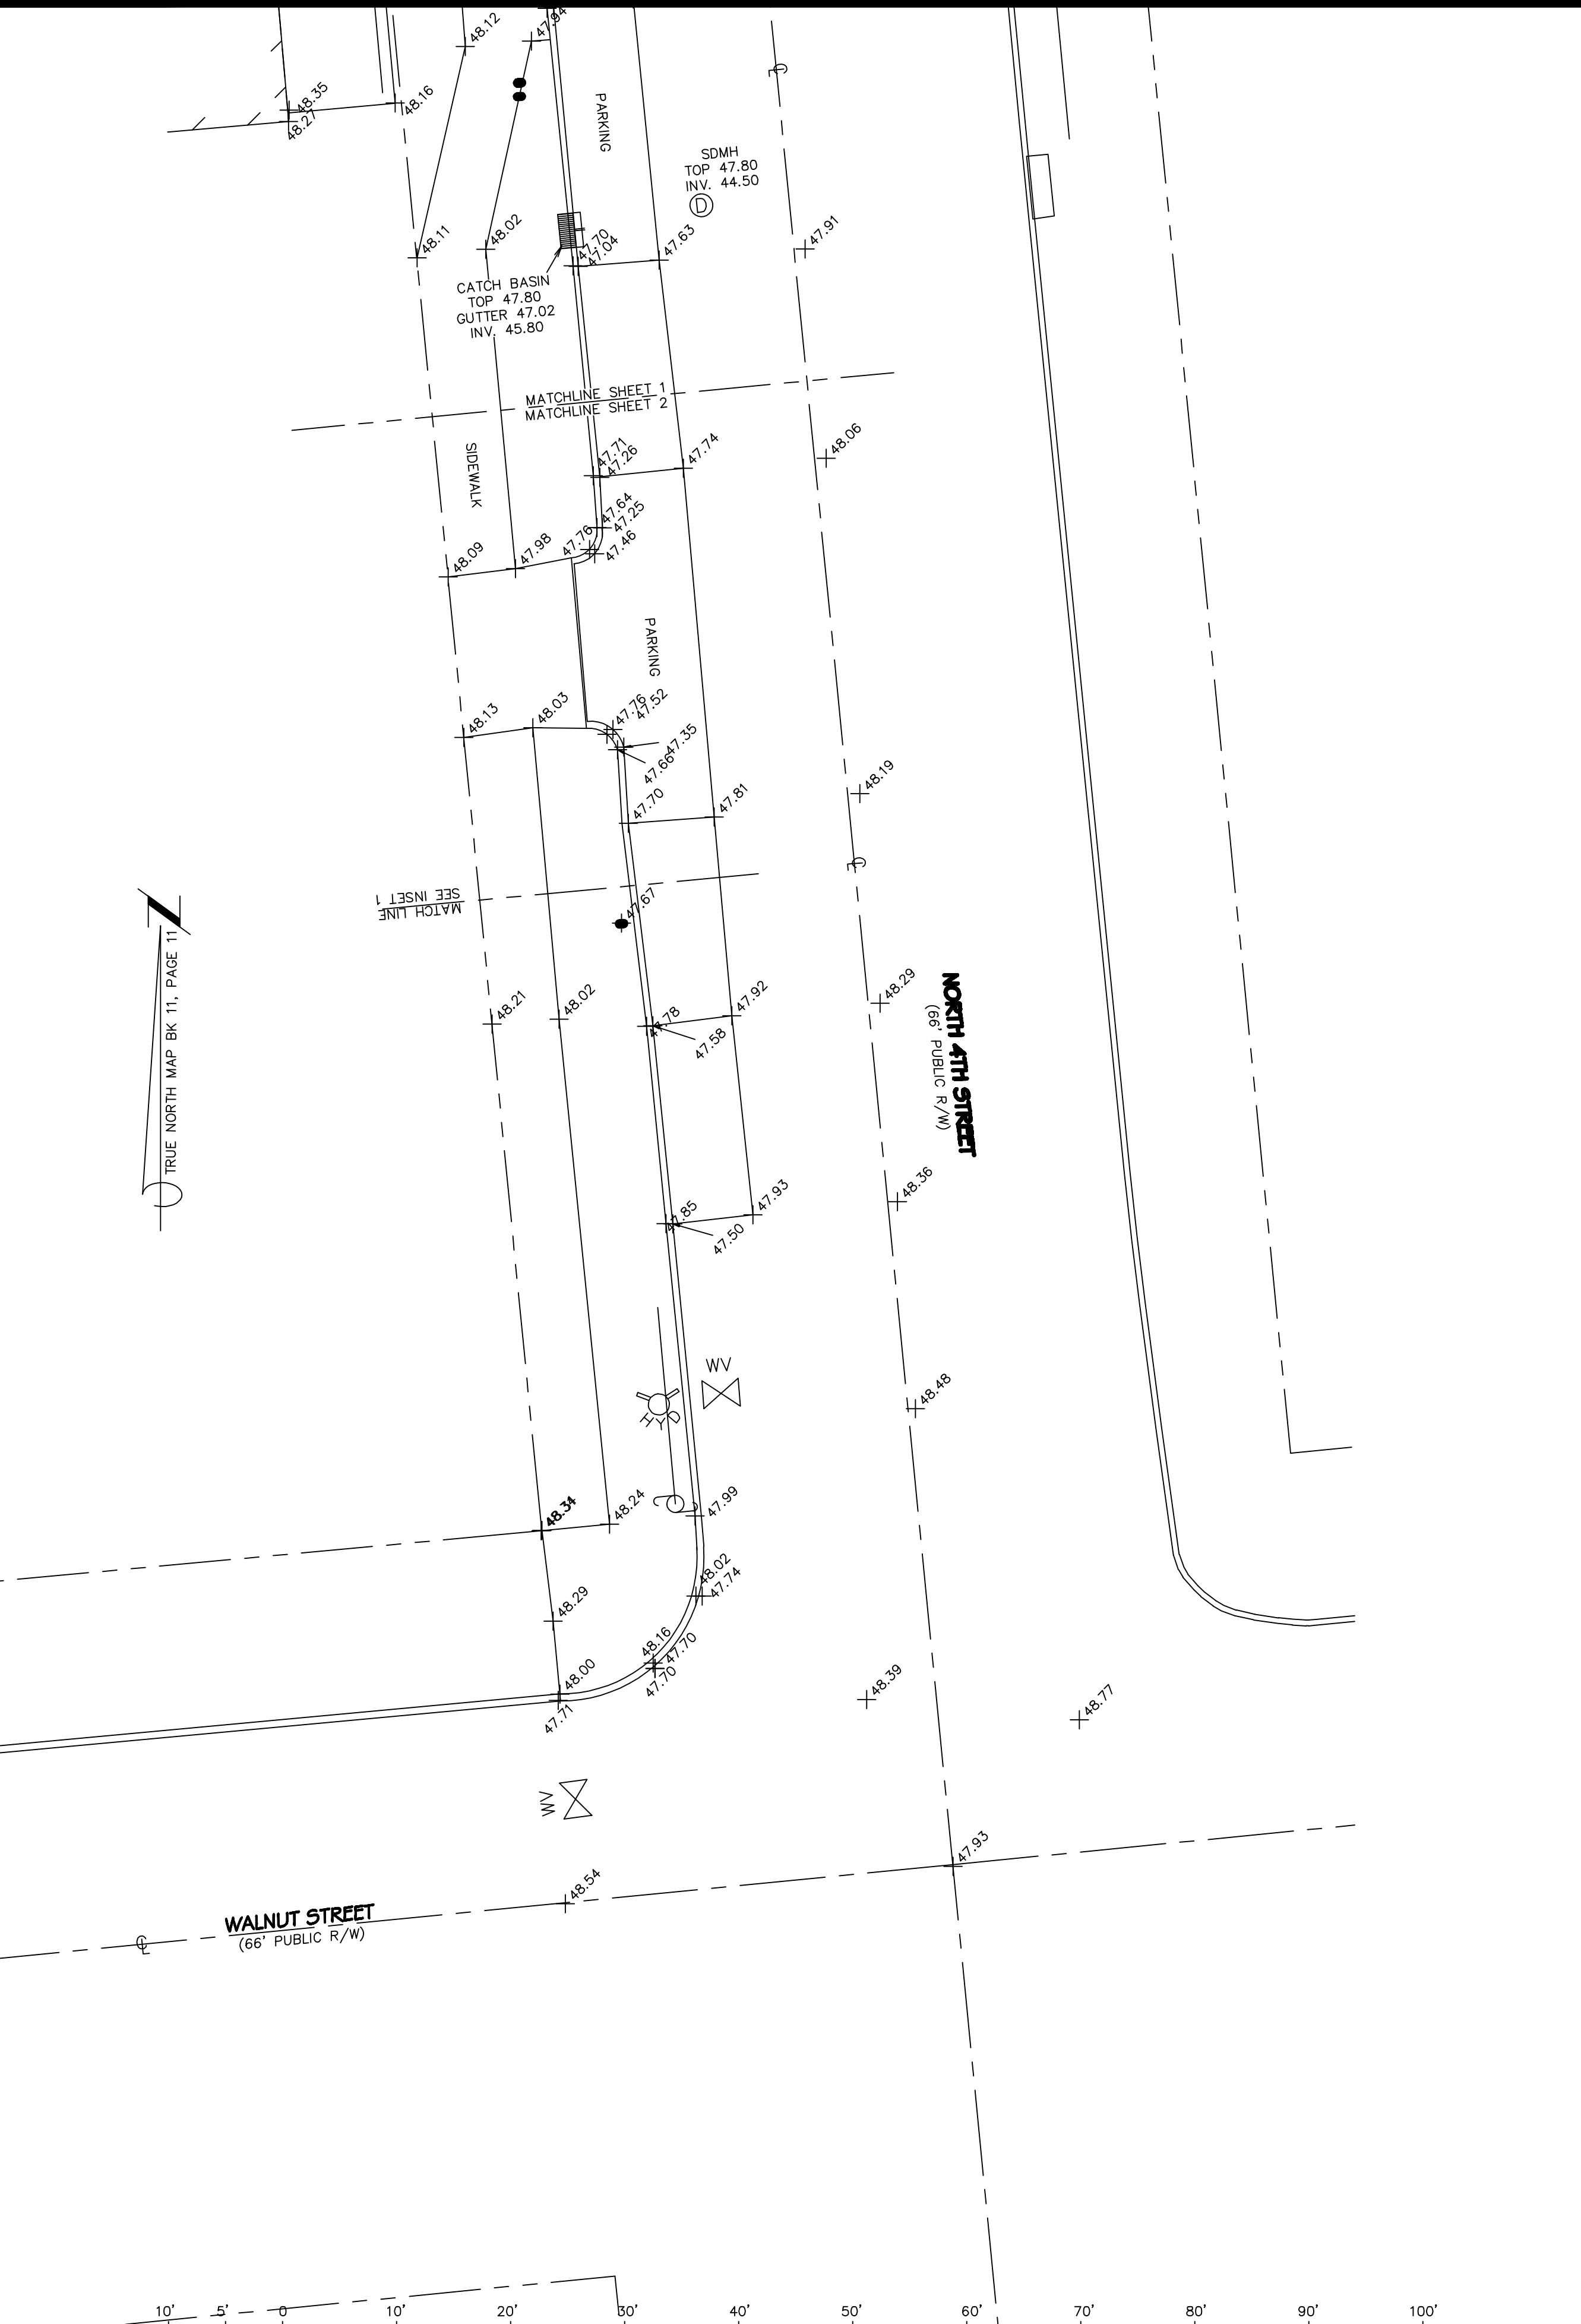 48.12
47.94
48.35
48.27
48.16
PARKING
SDMH
TOP 47.80
INV. 44.50
D
48.11
48.02
47.70
47.04
47.63
47.91
CATCH BASIN
TOP 47.80
GUTTER 47.02
INV. 45.80
MATCHLINE SHEET 1
MATCHLINE SHEET 2
SIDEWALK
47.71
47.26
47.74
48.06
47.64
47.25
47.76
47.46
48.09
47.98
PARKING
48.13
48.03
47.76
47.52
47.35
47.66
47.70
47.81
48.19
MATCH LINE
SEE INSET 1
47.67
TRUE NORTH MAP BK 11, PAGE 11
48.21
48.02
47.78
47.58
47.92
48.29
NORTH 4TH STREET
(66' PUBLIC R/W)
47.85
47.50
47.93
48.36
WV
HYD
48.48
48.24
47.99
48.02
47.74
48.29
48.16
47.70
47.70
48.00
47.71
48.39
48.77
WV
47.93
48.54
WALNUT STREET
(66' PUBLIC R/W)
10' 5' 0 10' 20' 30' 40' 50' 60' 70' 80' 90' 100'